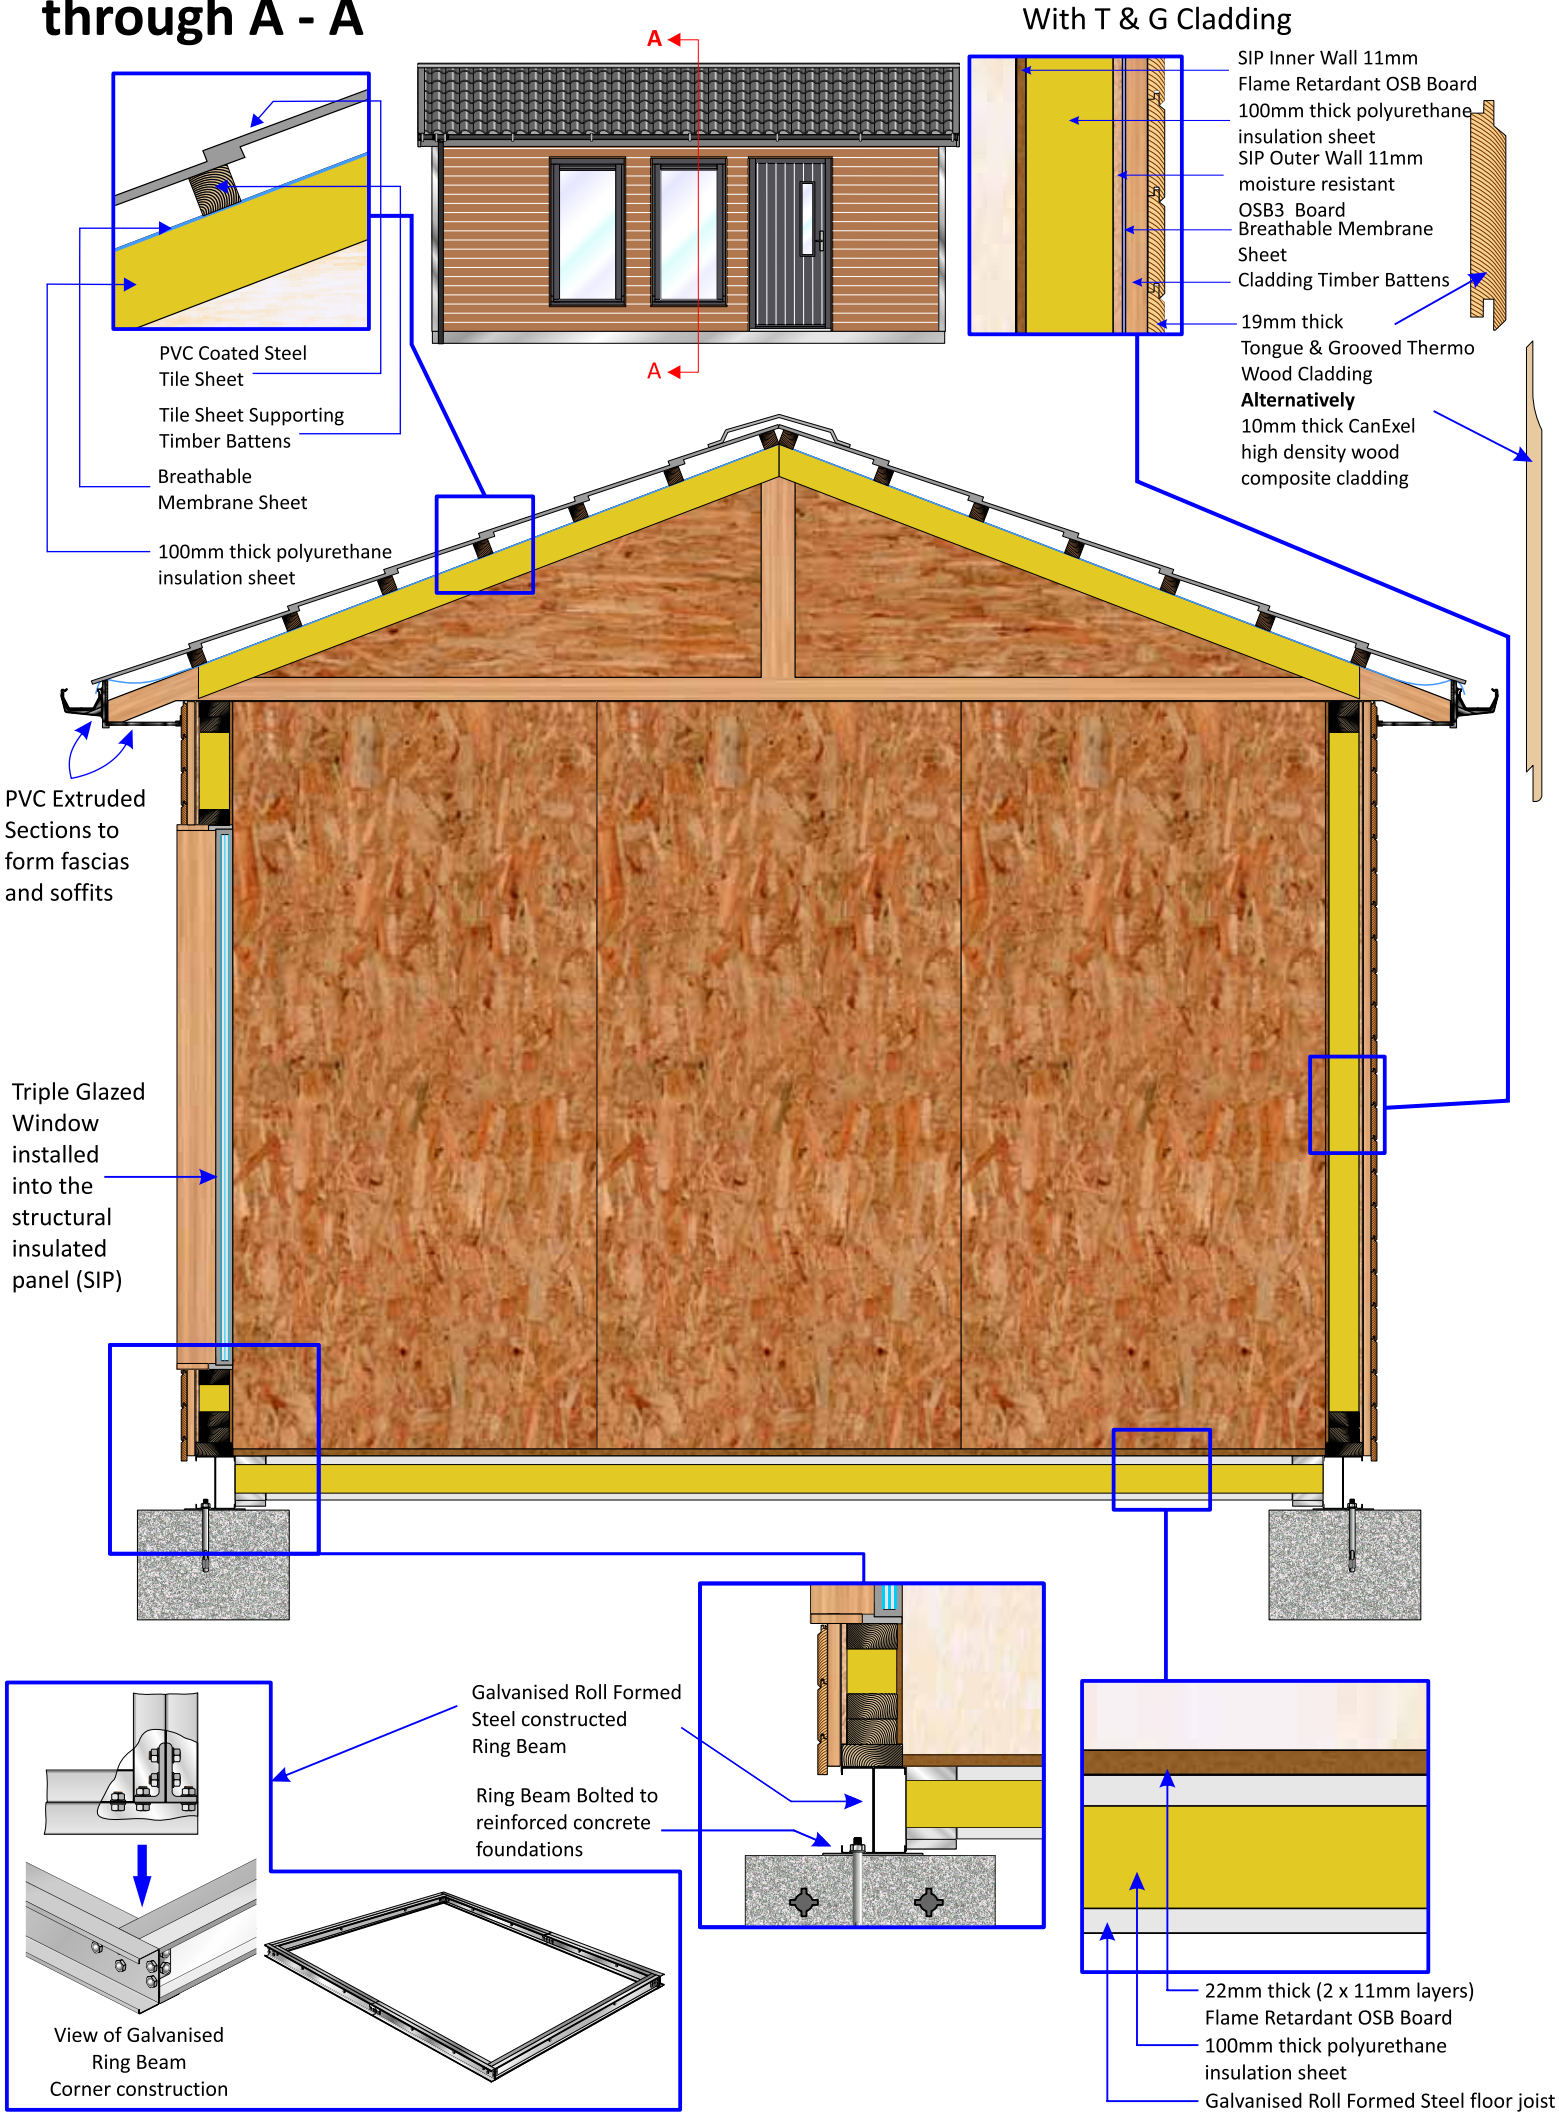 through A - A
With T & G Cladding
A
A
SIP Inner Wall 11mm
Flame Retardant OSB Board
100mm thick polyurethane
insulation sheet
SIP Outer Wall 11mm
moisture resistant
OSB3 Board
Breathable Membrane
Sheet
Cladding Timber Battens
19mm thick
Tongue & Grooved Thermo
Wood Cladding
Alternatively
10mm thick CanExel
high density wood
composite cladding
PVC Coated Steel
Tile Sheet
Tile Sheet Supporting
Timber Battens
Breathable
Membrane Sheet
100mm thick polyurethane
insulation sheet
PVC Extruded
Sections to
form fascias
and soffits
Triple Glazed
Window
installed
into the
structural
insulated
panel (SIP)
Galvanised Roll Formed
Steel constructed
Ring Beam
Ring Beam Bolted to
reinforced concrete
foundations
View of Galvanised
Ring Beam
Corner construction
22mm thick (2 x 11mm layers)
Flame Retardant OSB Board
100mm thick polyurethane
insulation sheet
Galvanised Roll Formed Steel floor joist